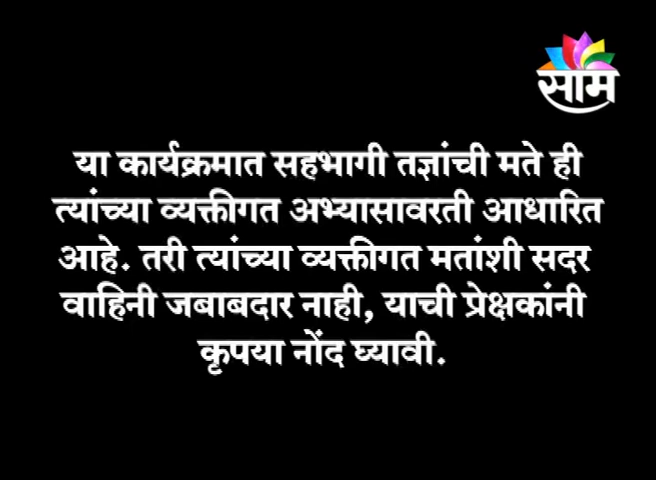 साम
या कार्यक्रमात सहभागी तज्ञांची मते ही
त्यांच्या व्यक्तीगत अभ्यासावरती आधारित
आहे. तरी त्यांच्या व्यक्तीगत मतांशी सदर
वाहिनी जबाबदार नाही, याची प्रेक्षकांनी
कृपया नोंद घ्यावी.